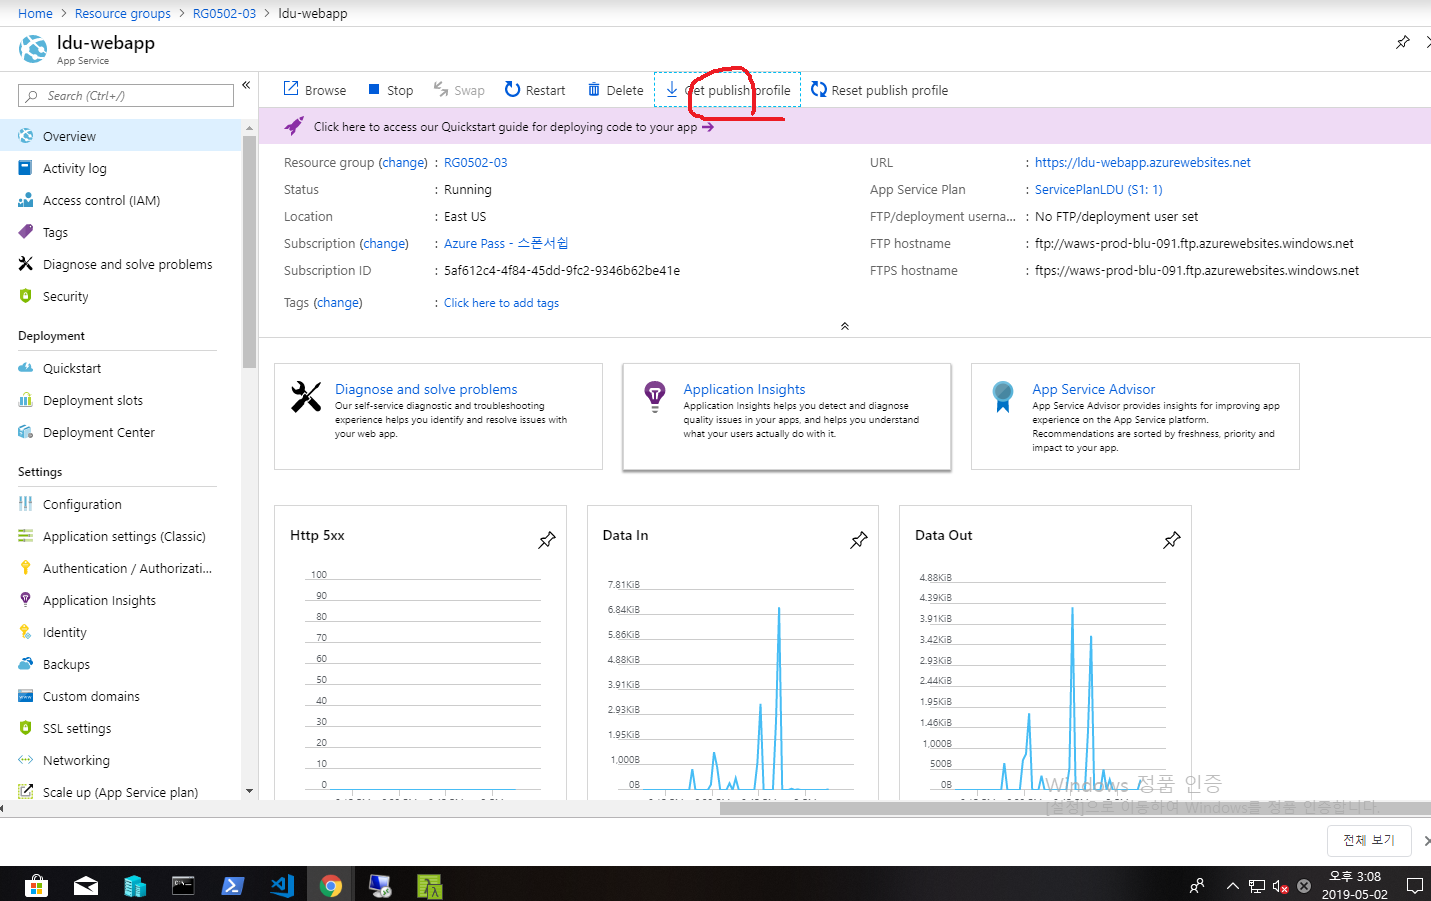 Home > Resource groups > RG0502-03 > ldu-webapp
ldu-webapp
App Service
Search (Ctrl+/)
Overview
Activity log
Access control (IAM)
Tags
Diagnose and solve problems
Security
Deployment
Quickstart
Deployment slots
Deployment Center
Settings
Configuration
Application settings (Classic)
Authentication / Authorizati...
Application Insights
Identity
Backups
Custom domains
SSL settings
Networking
Scale up (App Service plan)
Browse Stop Swap Restart Delete Get publish profile Reset publish profile
Click here to access our Quickstart guide for deploying code to your app →
Resource group (change) : RG0502-03
Status : Running
Location : East US
Subscription (change) : Azure Pass - 스폰서쉽
Subscription ID : 5af612c4-4f84-45dd-9fc2-9346b62be41e
Tags (change) : Click here to add tags
URL : https://ldu-webapp.azurewebsites.net
App Service Plan : ServicePlanLDU (S1: 1)
FTP/deployment userna... : No FTP/deployment user set
FTP hostname : ftp://waws-prod-blu-091.ftp.azurewebsites.windows.net
FTPS hostname : ftps://waws-prod-blu-091.ftp.azurewebsites.windows.net
Diagnose and solve problems
Our self-service diagnostic and troubleshooting
experience helps you identify and resolve issues with
your web app.
Application Insights
Application Insights helps you detect and diagnose
quality issues in your apps, and helps you understand
what your users actually do with it.
App Service Advisor
App Service Advisor provides insights for improving app
experience on the App Service platform.
Recommendations are sorted by freshness, priority and
impact to your app.
Http 5xx
100
90
80
70
60
50
40
30
20
10
0
Data In
7.81KiB
6.84KiB
5.86KiB
4.88KiB
3.91KiB
2.93KiB
1.95KiB
1,000B
0B
Data Out
4.88KiB
4.39KiB
3.91KiB
3.42KiB
2.93KiB
2.44KiB
1.95KiB
1.46KiB
1,000B
500B
0B
Windows 정품 인증
[설정]으로 이동하여 Windows를 정품 인증합니다.
전체 보기
오후 3:08
2019-05-02